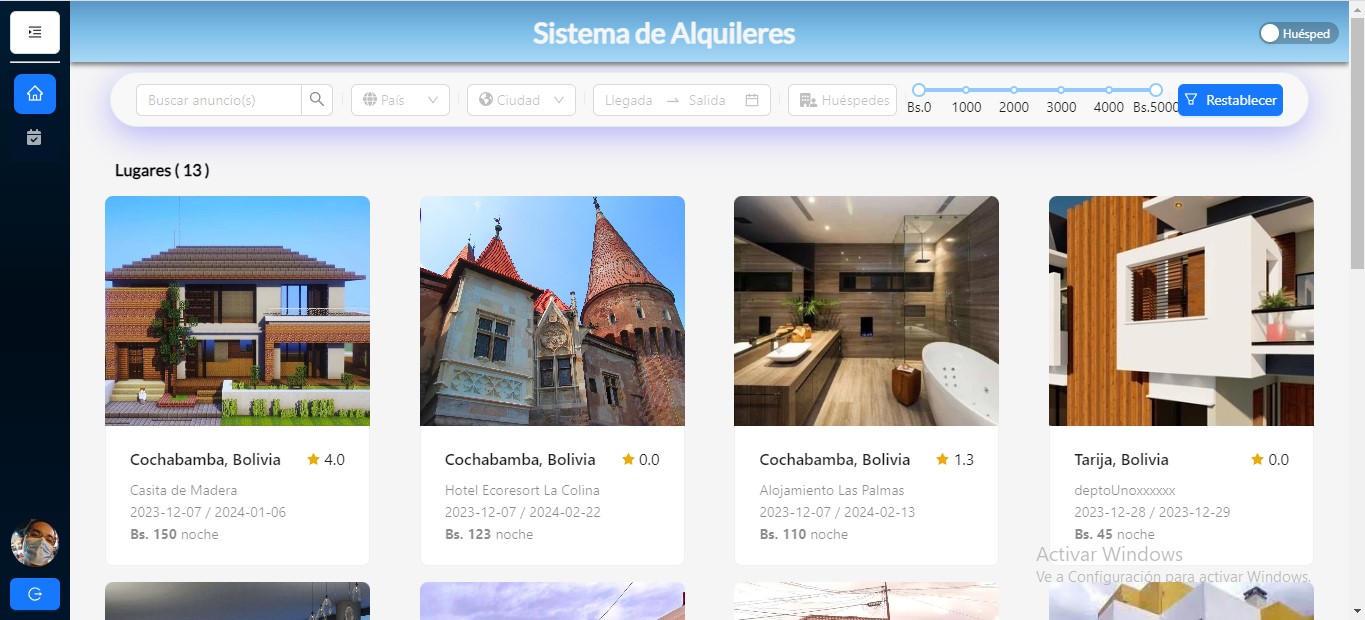 Sistema de Alquileres
Huésped
Buscar anuncio(s)
País
Ciudad
Llegada → Salida
Huéspedes
Bs.0 1000 2000 3000 4000 Bs.5000
Restablecer
Lugares ( 13 )
Cochabamba, Bolivia 4.0
Casita de Madera
2023-12-07 / 2024-01-06
Bs. 150 noche
Cochabamba, Bolivia 0.0
Hotel Ecoresort La Colina
2023-12-07 / 2024-02-22
Bs. 123 noche
Cochabamba, Bolivia 1.3
Alojamiento Las Palmas
2023-12-07 / 2024-02-13
Bs. 110 noche
Tarija, Bolivia 0.0
deptoUnoxxxxxx
2023-12-28 / 2023-12-29
Bs. 45 noche
Activar Windows
Ve a Configuración para activar Windows.